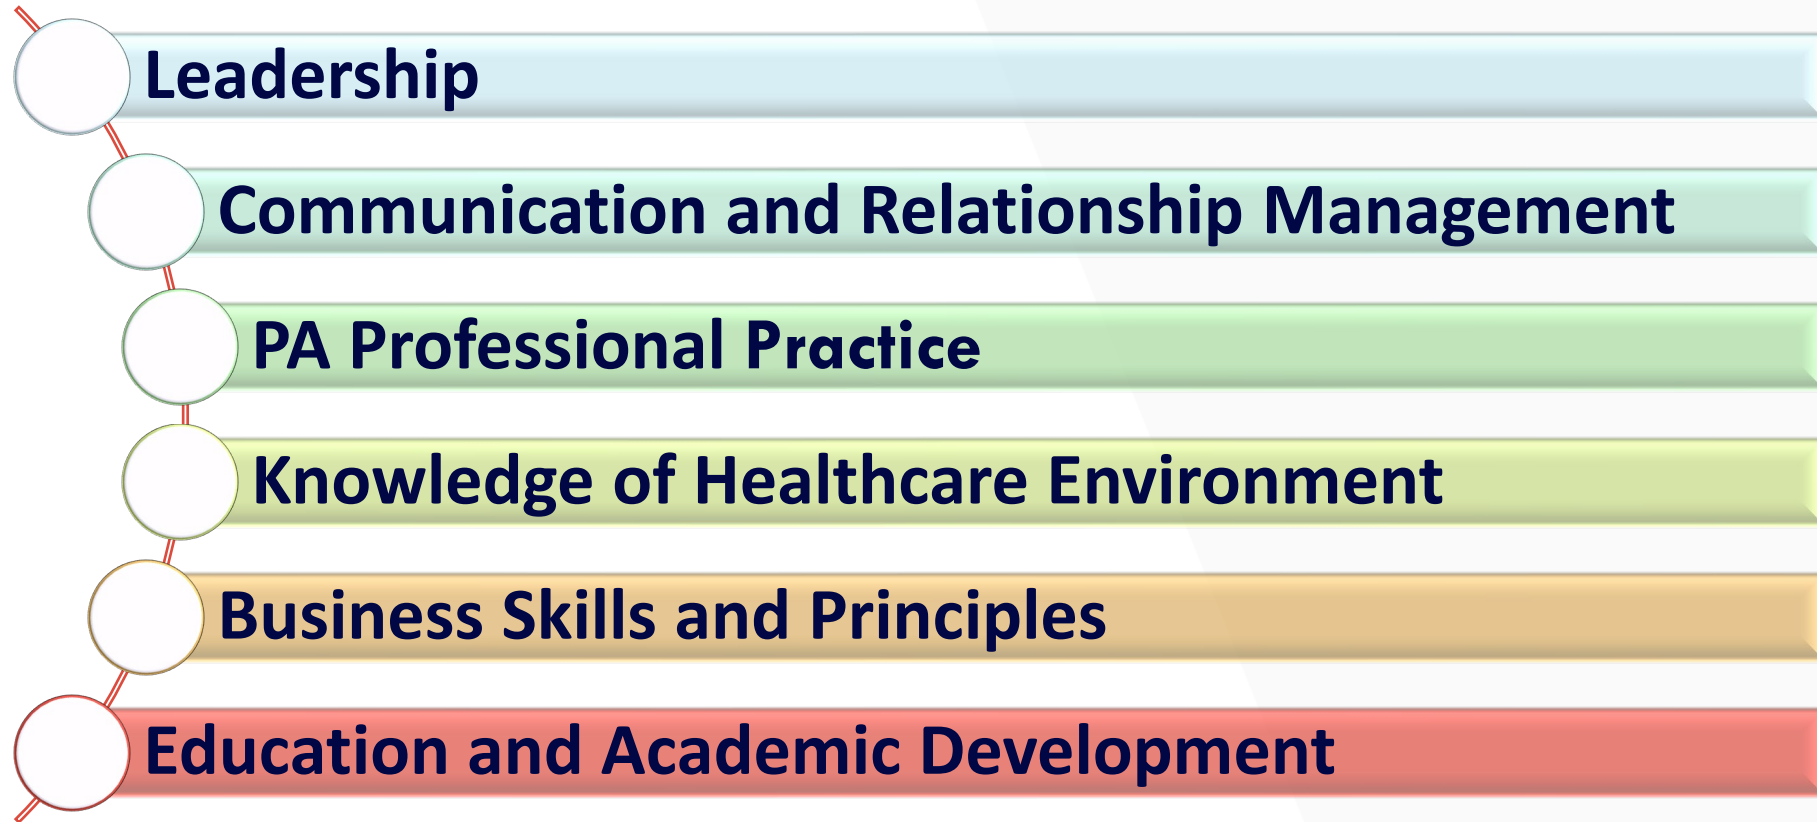 Leadership
Communication and Relationship Management
PA Professional Practice
Knowledge of Healthcare Environment
Business Skills and Principles
Education and Academic Development